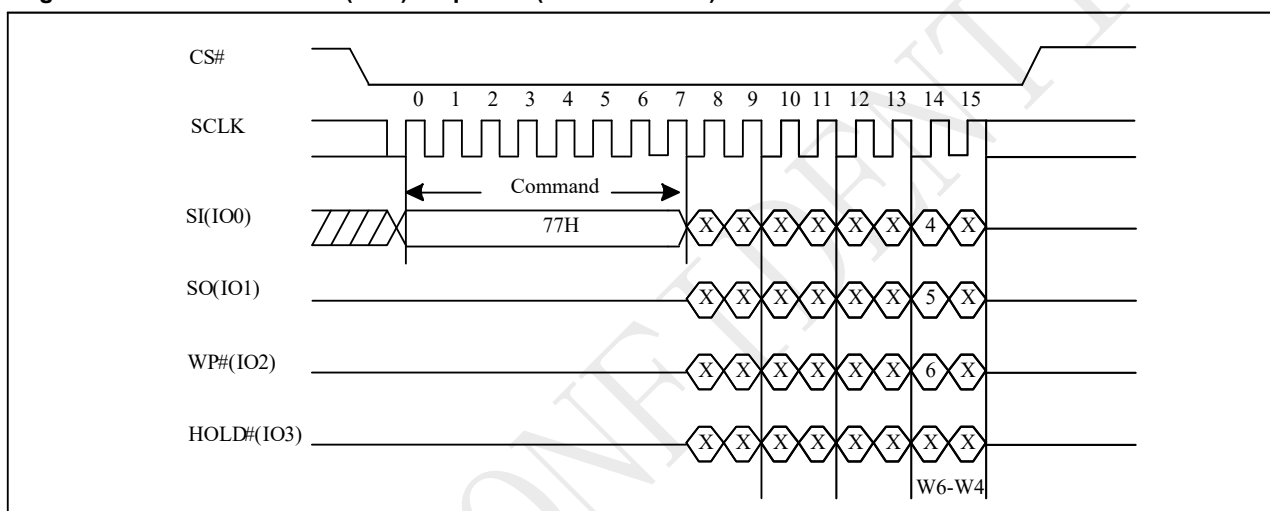 CS#
0 1 2 3 4 5 6 7 8 9 10 11 12 13 14 15
SCLK
Command
SI(IO0) 77H X X X X X X 4 X
SO(IO1) X X X X X X 5 X
WP#(IO2) X X X X X X 6 X
HOLD#(IO3) X X X X X X X X
W6-W4